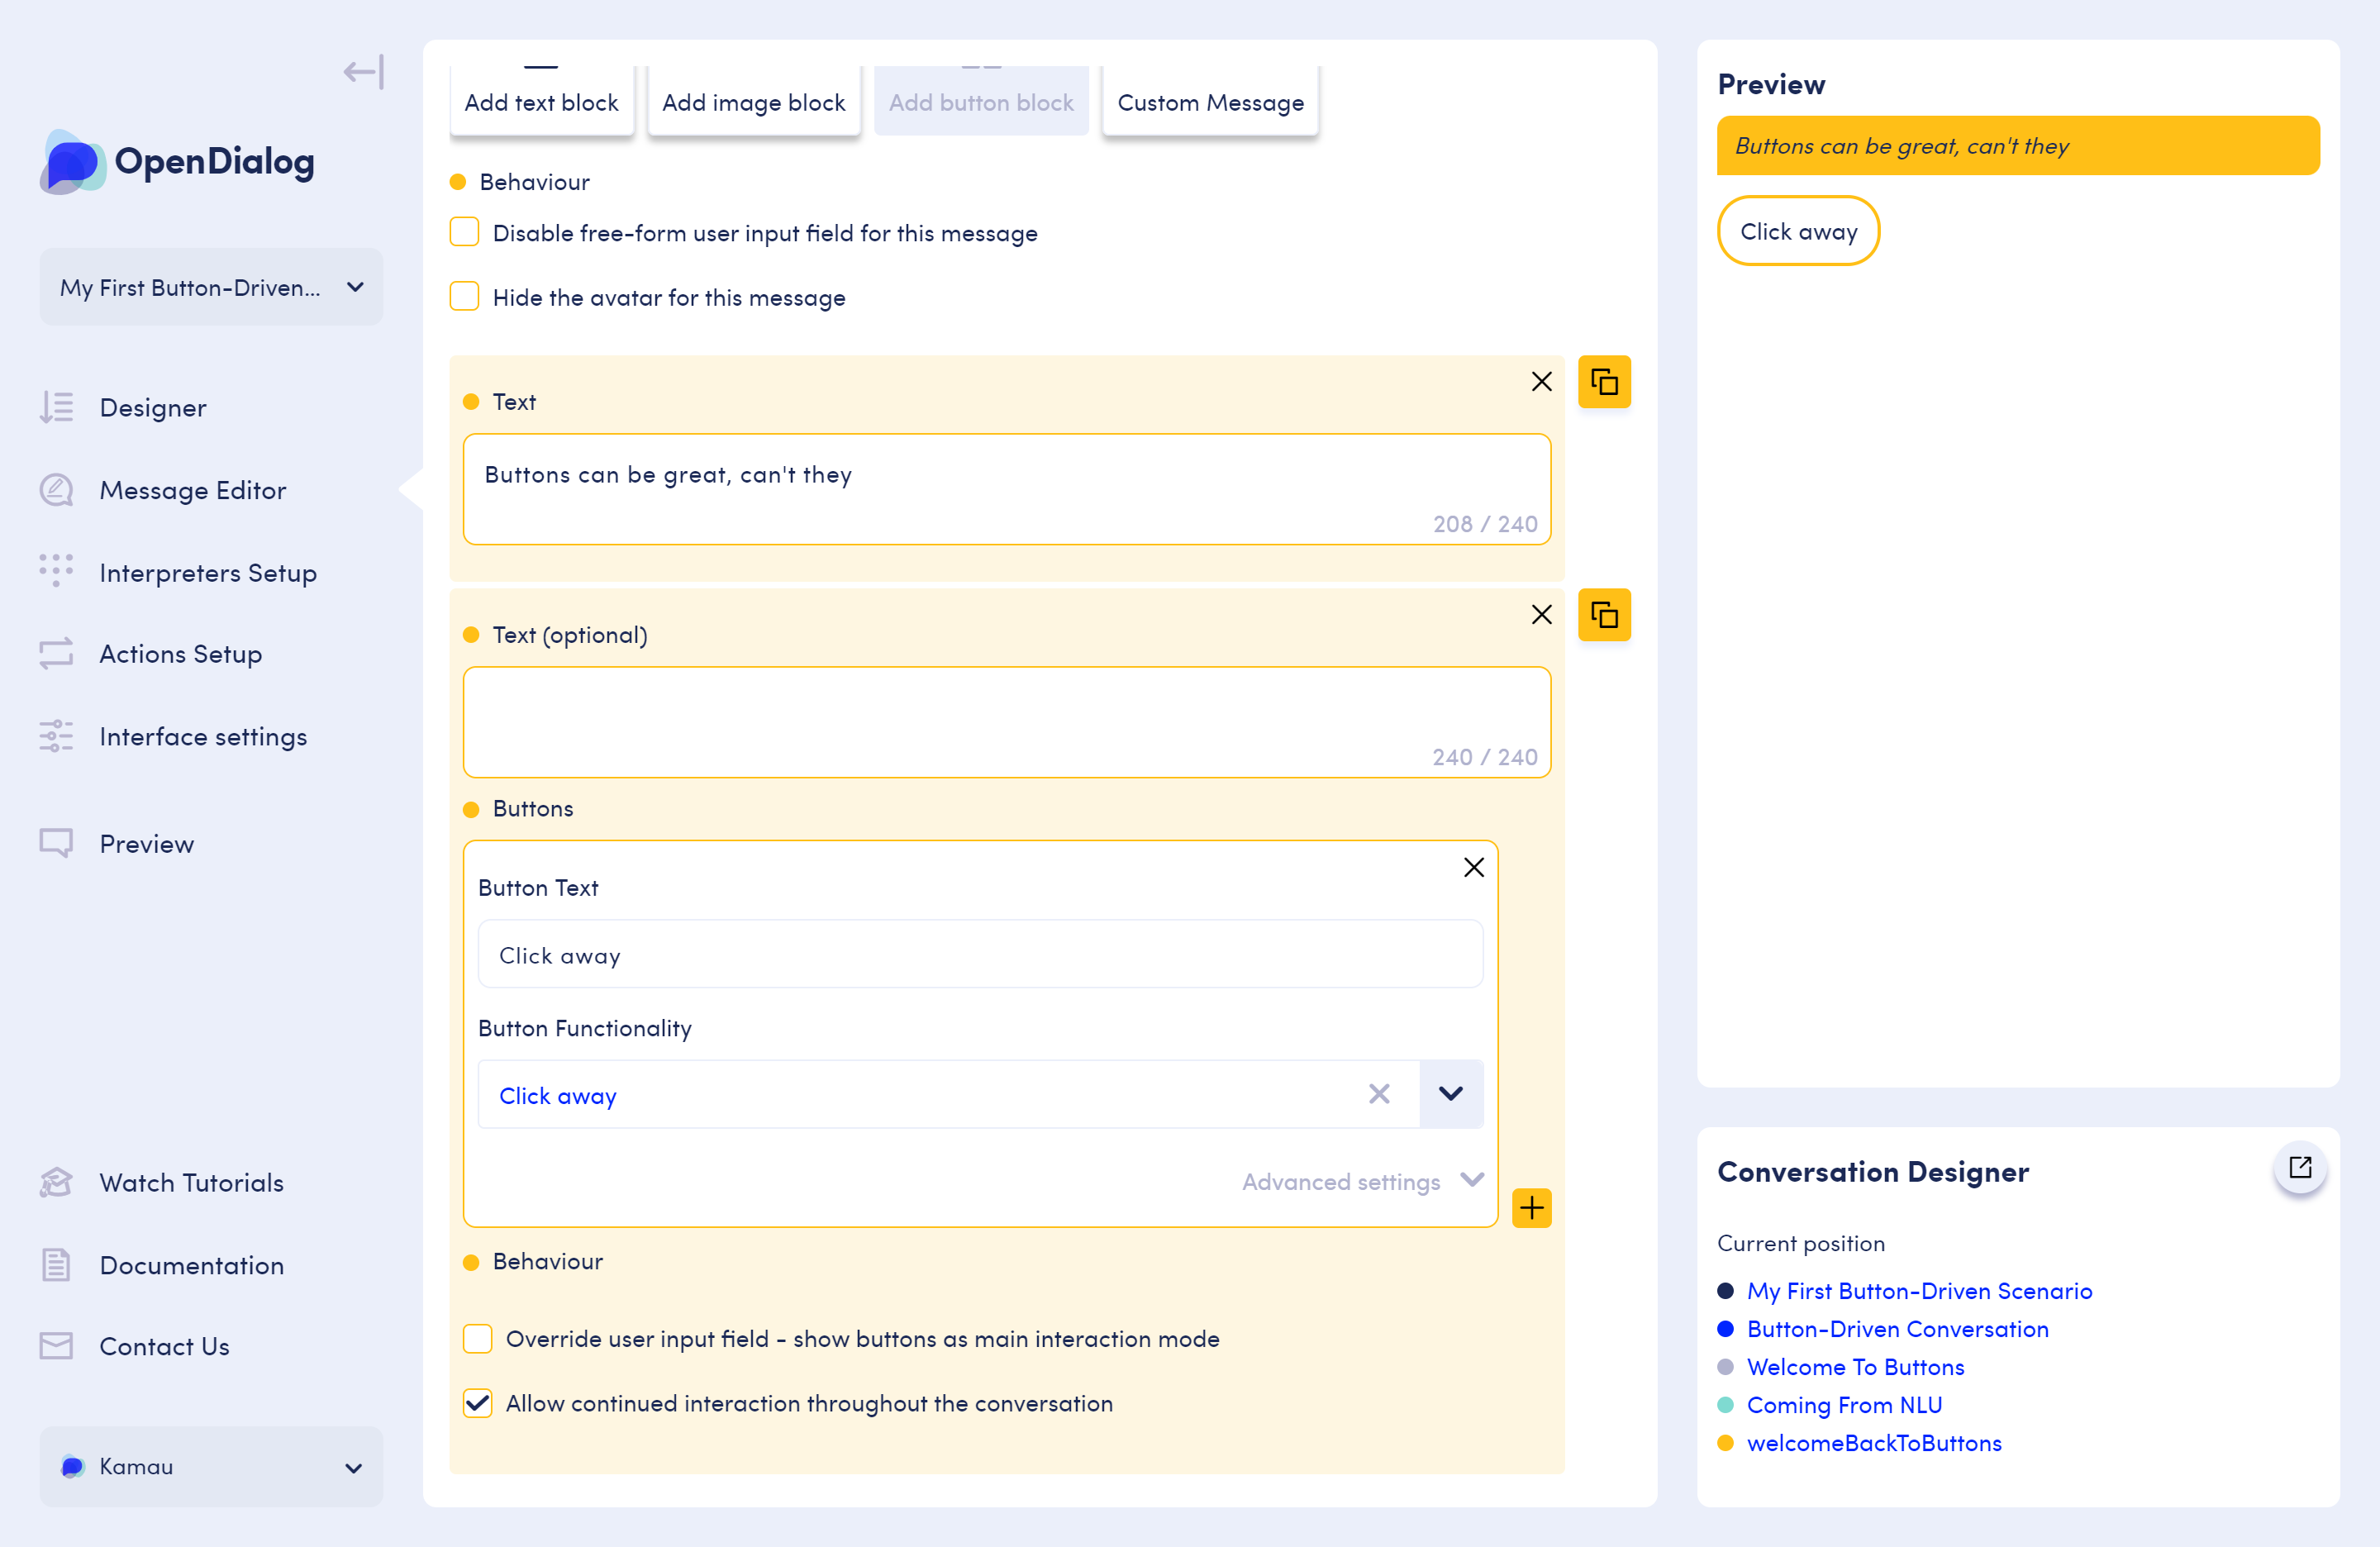 OpenDialog
My First Button-Driven...
Designer
Message Editor
Interpreters Setup
Actions Setup
Interface settings
Preview
Watch Tutorials
Documentation
Contact Us
Kamau
Add text block
Add image block
Add button block
Custom Message
Behaviour
Disable free-form user input field for this message
Hide the avatar for this message
Text
Buttons can be great, can't they
208 / 240
Text (optional)
240 / 240
Buttons
Button Text
Click away
Button Functionality
Click away
Advanced settings
Behaviour
Override user input field - show buttons as main interaction mode
Allow continued interaction throughout the conversation
Preview
Buttons can be great, can't they
Click away
Conversation Designer
Current position
My First Button-Driven Scenario
Button-Driven Conversation
Welcome To Buttons
Coming From NLU
welcomeBackToButtons